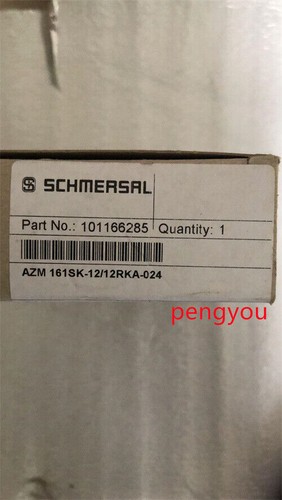 SCHMERSAL
Part No.: 101166285 Quantity: 1
AZM 161SK-12/12RKA-024
pengyou